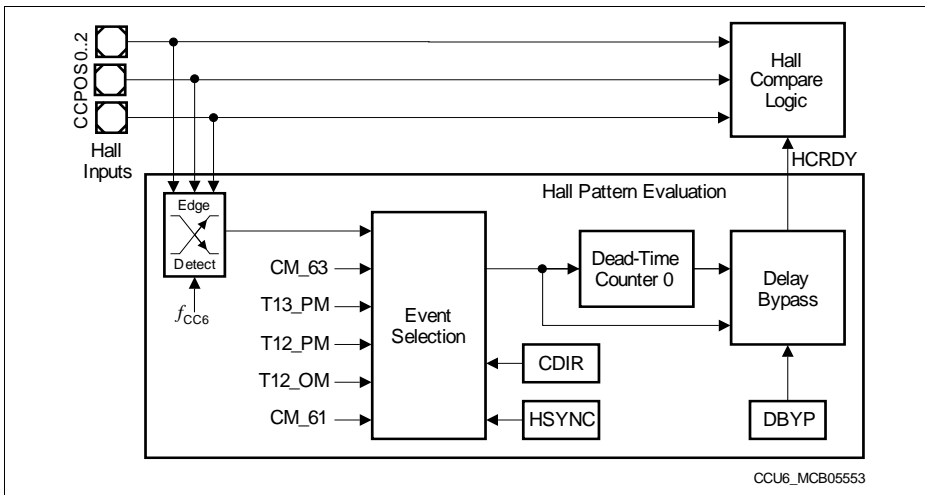 CCPOS0..2
Hall
Inputs
Hall
Compare
Logic
HCRDY
Hall Pattern Evaluation
Edge
Detect
fCC6
CM_63
T13_PM
T12_PM
T12_OM
CM_61
Event
Selection
Dead-Time
Counter 0
Delay
Bypass
CDIR
HSYNC
DBYP
CCU6_MCB05553